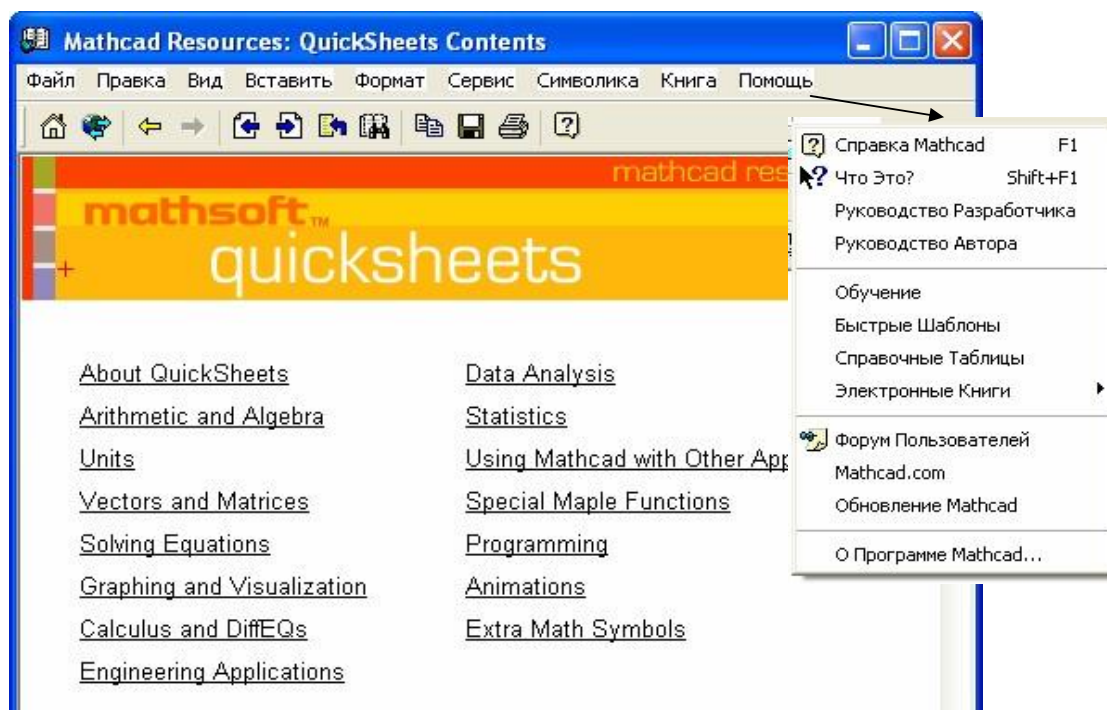 Mathcad Resources: QuickSheets Contents
Файл Правка Вид Вставить Формат Сервис Символика Книга Помощь
mathcad res
mathsoft™
quicksheets
About QuickSheets
Arithmetic and Algebra
Units
Vectors and Matrices
Solving Equations
Graphing and Visualization
Calculus and DiffEQs
Engineering Applications
Data Analysis
Statistics
Using Mathcad with Other App
Special Maple Functions
Programming
Animations
Extra Math Symbols
Справка Mathcad F1
Что Это? Shift+F1
Руководство Разработчика
Руководство Автора
Обучение
Быстрые Шаблоны
Справочные Таблицы
Электронные Книги
Форум Пользователей
Mathcad.com
Обновление Mathcad
О Программе Mathcad...